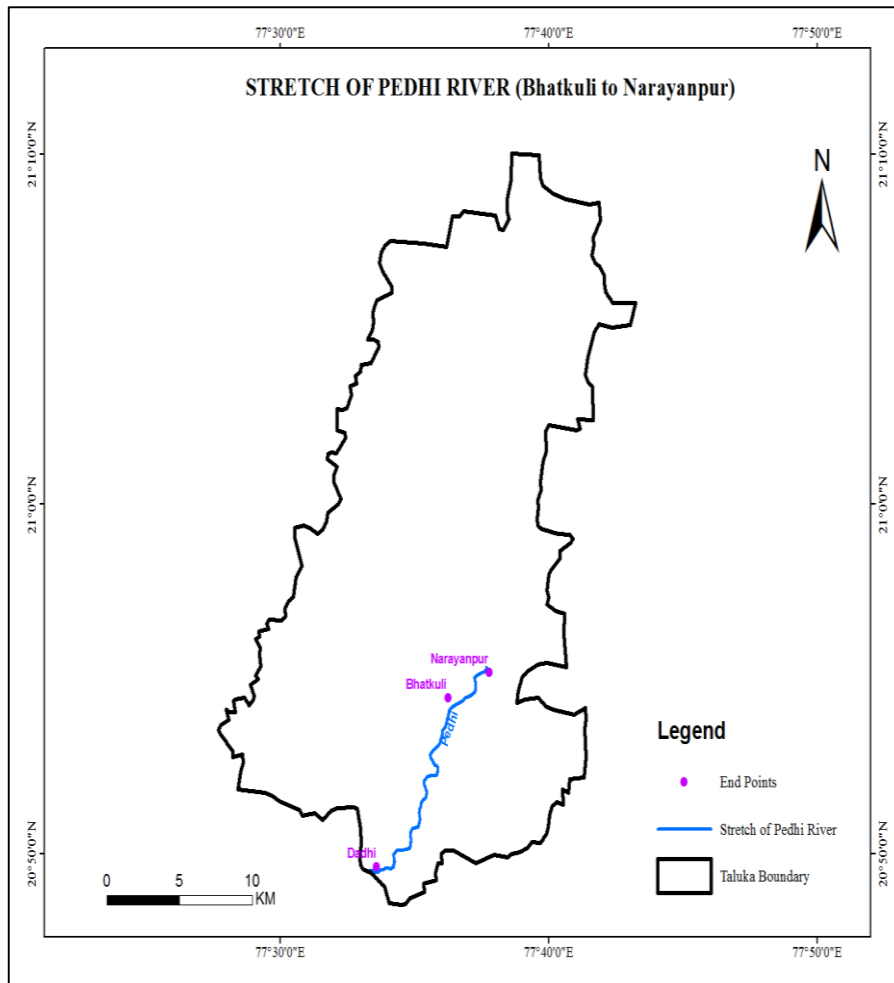 77°30'0"E 77°40'0"E 77°50'0"E
STRETCH OF PEDHI RIVER (Bhatkuli to Narayanpur)
21°10'0"N 21°10'0"N
N
21°0'0"N 21°0'0"N
Narayanpur
Bhatkuli
Pedhi
Legend
End Points
Stretch of Pedhi River
Taluka Boundary
Dadhi
20°50'0"N 20°50'0"N
0 5 10
KM
77°30'0"E 77°40'0"E 77°50'0"E